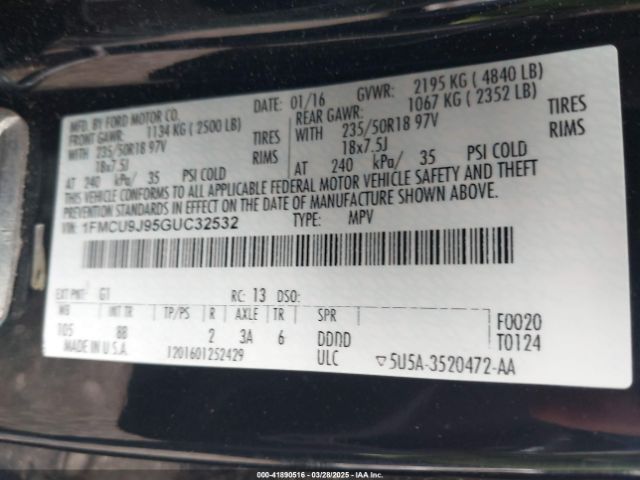 MFD. BY FORD MOTOR CO.
DATE: 01/16 GVWR: 2195 KG ( 4840 LB)
FRONT GAWR: 1134 KG ( 2500 LB)
REAR GAWR: 1067 KG ( 2352 LB)
WITH 235/50R18 97V TIRES
WITH 235/50R18 97V TIRES
18x7.5J RIMS
18x7.5J RIMS
AT 240 kPa/ 35 PSI COLD
AT 240 kPa/ 35 PSI COLD
THIS VEHICLE CONFORMS TO ALL APPLICABLE FEDERAL MOTOR VEHICLE SAFETY AND THEFT
PREVENTION STANDARDS IN EFFECT ON THE DATE OF MANUFACTURE SHOWN ABOVE.
VIN: 1FMCU9J95GUC32532 TYPE: MPV
EXT PNT: G1 RC: 13 DSO:
WB INT TR TP/PS R AXLE TR SPR
105 8B 2 3A 6 DDDD
F0020
T0124
MADE IN U.S.A. 1201601252429 ULC ▽5U5A-3520472-AA
000-41890516 - 03/28/2025 - IAA Inc.